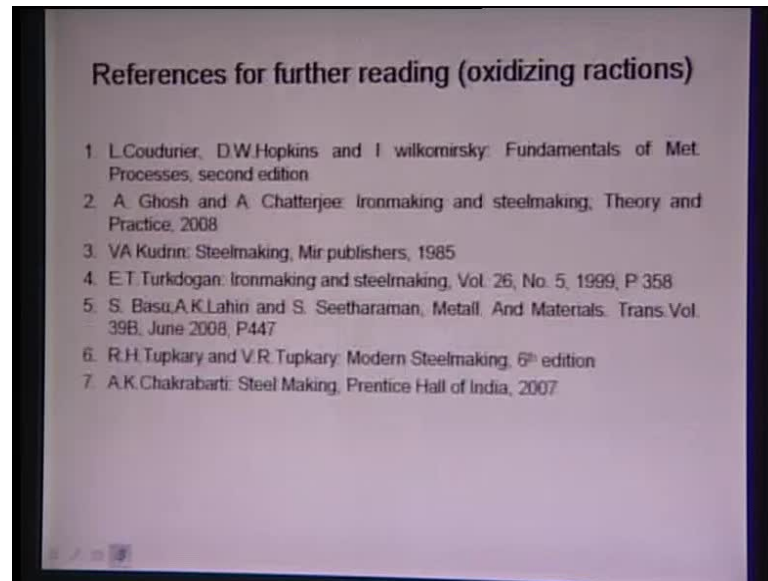 References for further reading (oxidizing ractions)
1. L.Coudurier, D.W.Hopkins and I wilkomirsky: Fundamentals of Met.
Processes, second edition
2. A. Ghosh and A. Chatterjee: Ironmaking and steelmaking, Theory and
Practice, 2008
3. VA Kudrin: Steelmaking, Mir publishers, 1985
4. E.T.Turkdogan: Ironmaking and steelmaking, Vol. 26, No. 5, 1999, P 358
5. S. Basu,A.K.Lahiri and S. Seetharaman, Metall. And Materials. Trans.Vol.
39B, June 2008, P447
6. R.H.Tupkary and V.R.Tupkary: Modern Steelmaking, 6th edition
7. A.K.Chakrabarti: Steel Making, Prentice Hall of India, 2007